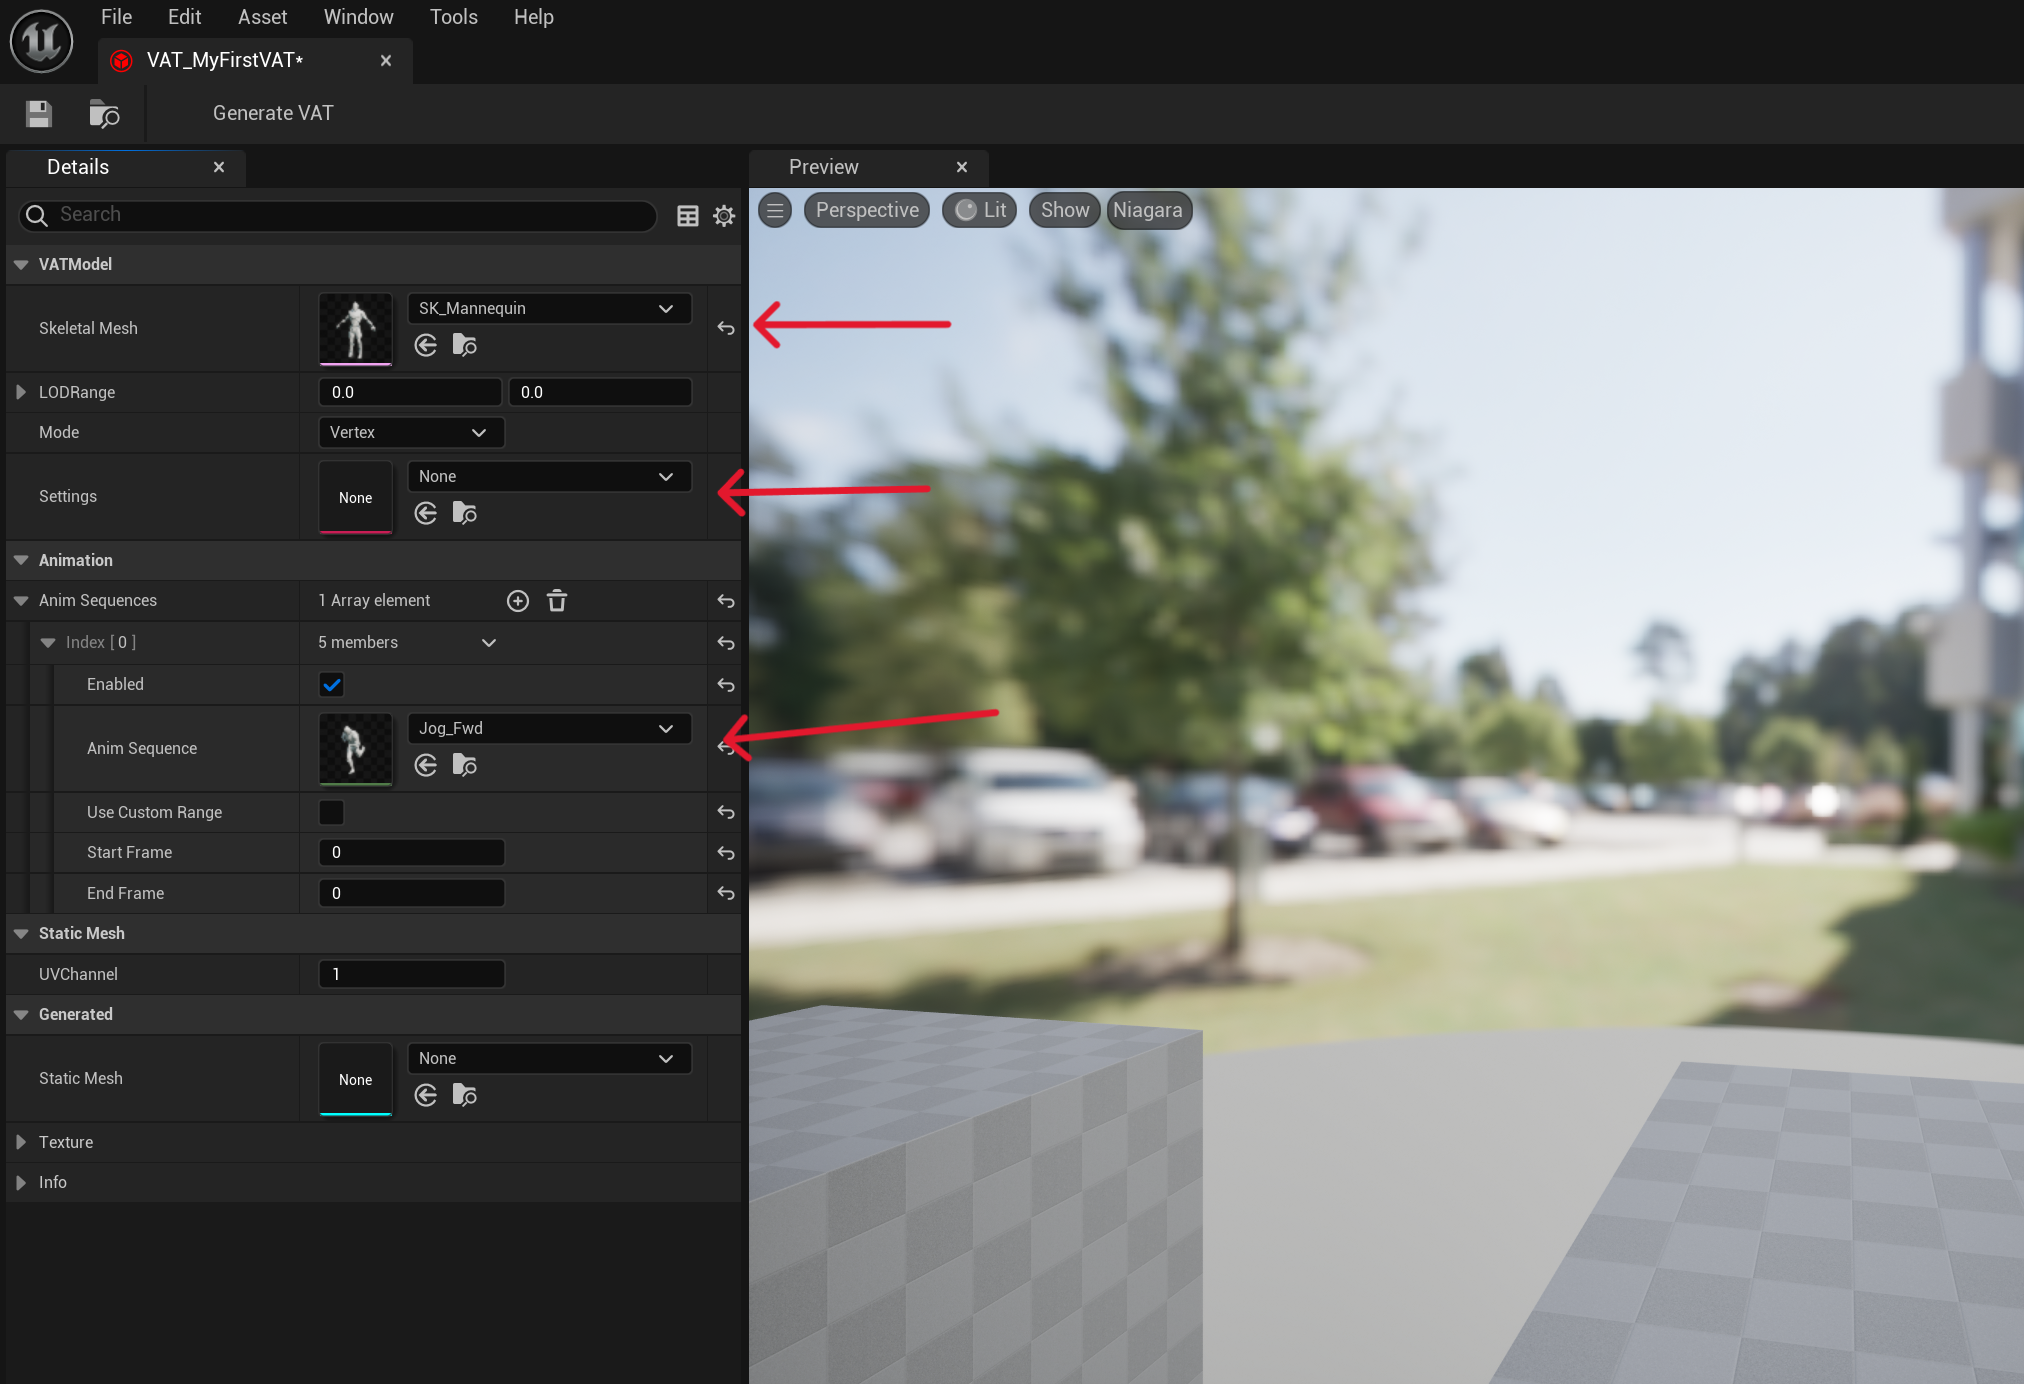 File Edit Asset Window Tools Help
VAT_MyFirstVAT*
Generate VAT
Details
Preview
Search
Perspective Lit Show Niagara
VATModel
Skeletal Mesh
SK_Mannequin
LODRange 0.0 0.0
Mode Vertex
Settings
None
None
Animation
Anim Sequences 1 Array element
Index [ 0 ] 5 members
Enabled
Anim Sequence
Jog_Fwd
Use Custom Range
Start Frame 0
End Frame 0
Static Mesh
UVChannel 1
Generated
Static Mesh
None
None
Texture
Info